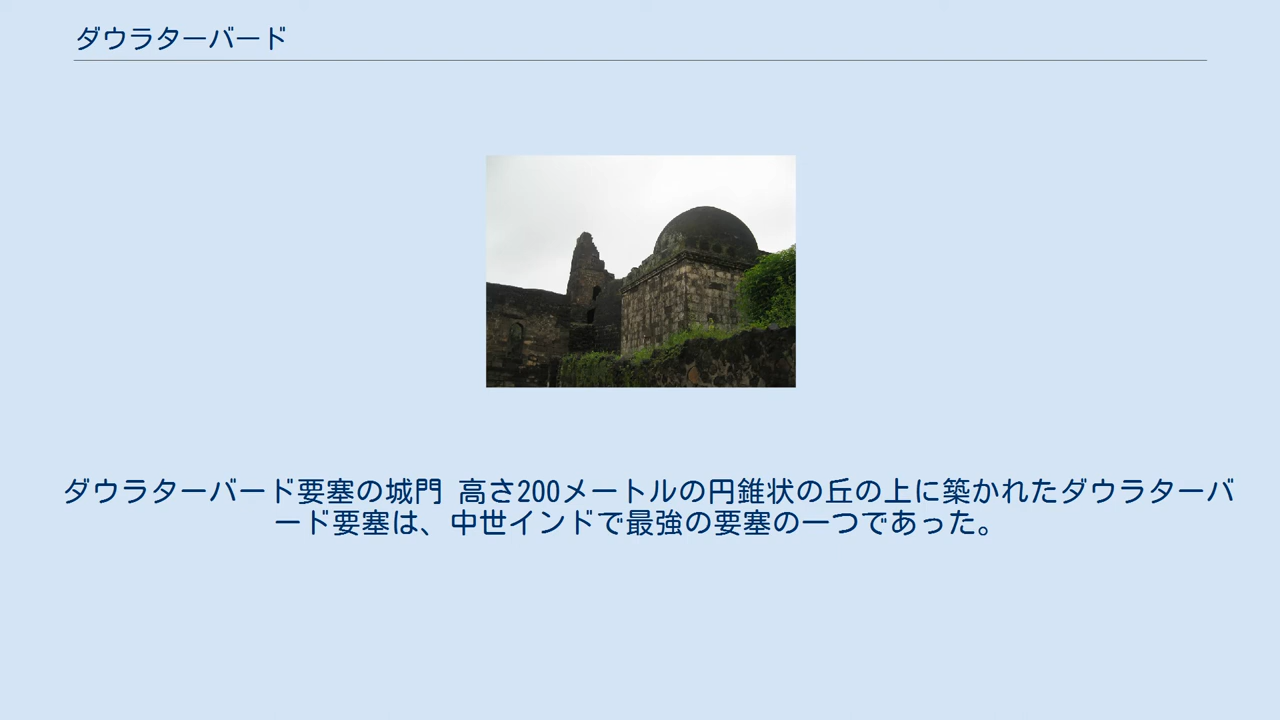 ダウラターバード
ダウラターバード要塞の城門 高さ200メートルの円錐状の丘の上に築かれたダウラターバ
ード要塞は、中世インドで最強の要塞の一つであった。